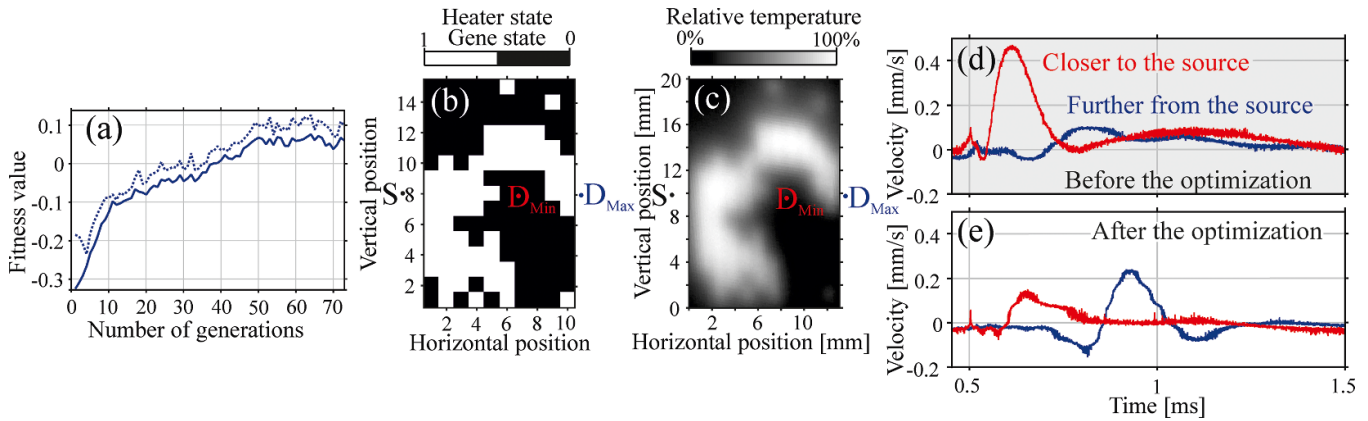 (a)
Fitness value
0.1
0
-0.1
-0.2
-0.3
0 10 20 30 40 50 60 70
Number of generations
Heater state
1 Gene state 0
(b)
Vertical position
14
12
10
8
6
4
2
S
D Min
D Max
2 4 6 8 10
Horizontal position
Relative temperature
0% 100%
(c)
Vertical position [mm]
20
16
12
8
4
0
S
D Min
D Max
2 6 10
Horizontal position [mm]
(d)
Velocity [mm/s]
0.4
0.2
0
-0.2
Closer to the source
Further from the source
Before the optimization
(e)
Velocity [mm/s]
0.4
0.2
0
-0.2
After the optimization
0.5 1 1.5
Time [ms]